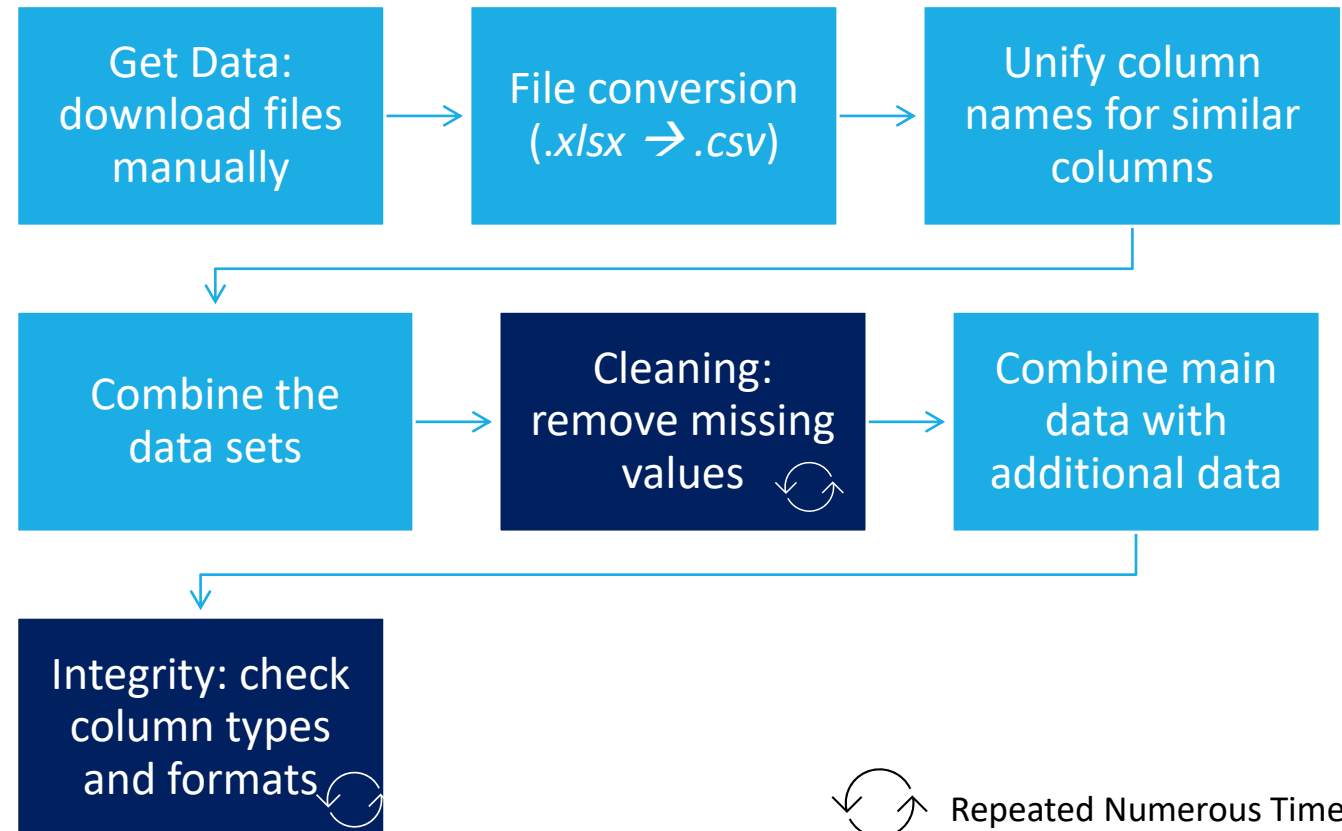 Get Data:
download files
manually
File conversion
(.xlsx → .csv)
Unify column
names for similar
columns
Combine the
data sets
Cleaning:
remove missing
values
Combine main
data with
additional data
Integrity: check
column types
and formats
Repeated Numerous Time